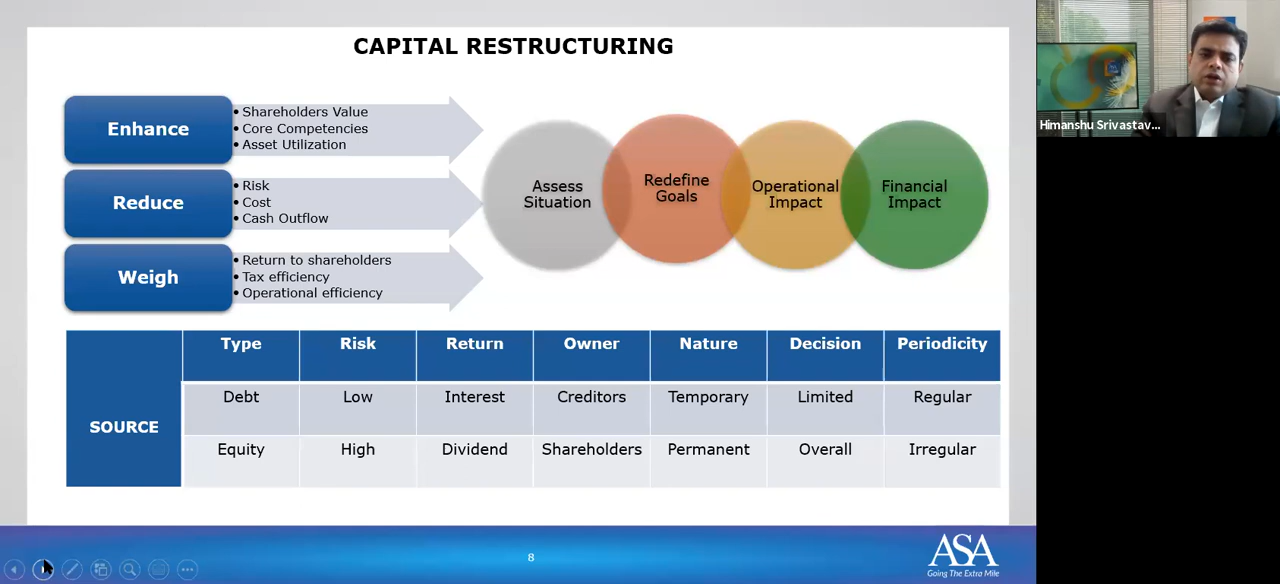 CAPITAL RESTRUCTURING
Enhance
• Shareholders Value
• Core Competencies
• Asset Utilization
Reduce
• Risk
• Cost
• Cash Outflow
Weigh
• Return to shareholders
• Tax efficiency
• Operational efficiency
Assess
Situation
Redefine
Goals
Operational
Impact
Financial
Impact
SOURCE
Type Risk Return Owner Nature Decision Periodicity
Debt Low Interest Creditors Temporary Limited Regular
Equity High Dividend Shareholders Permanent Overall Irregular
8
ASA
Going The Extra Mile
Himanshu Srivastav...